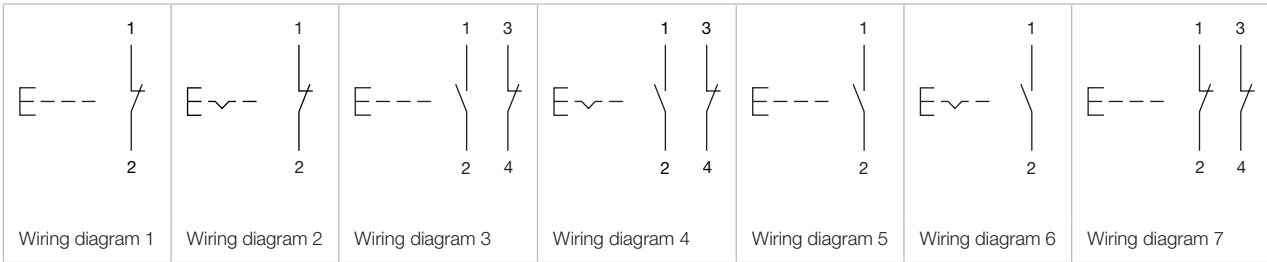 1
2
Wiring diagram 1
1
2
Wiring diagram 2
1 3
2 4
Wiring diagram 3
1 3
2 4
Wiring diagram 4
1
2
Wiring diagram 5
1
2
Wiring diagram 6
1 3
2 4
Wiring diagram 7